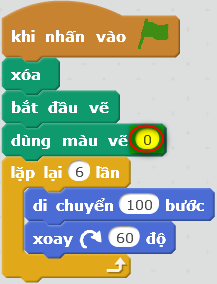 khi nhấn vào
xóa
bắt đầu vẽ
dùng màu vẽ 0
lặp lại 6 lần
di chuyển 100 bước
xoay 60 độ